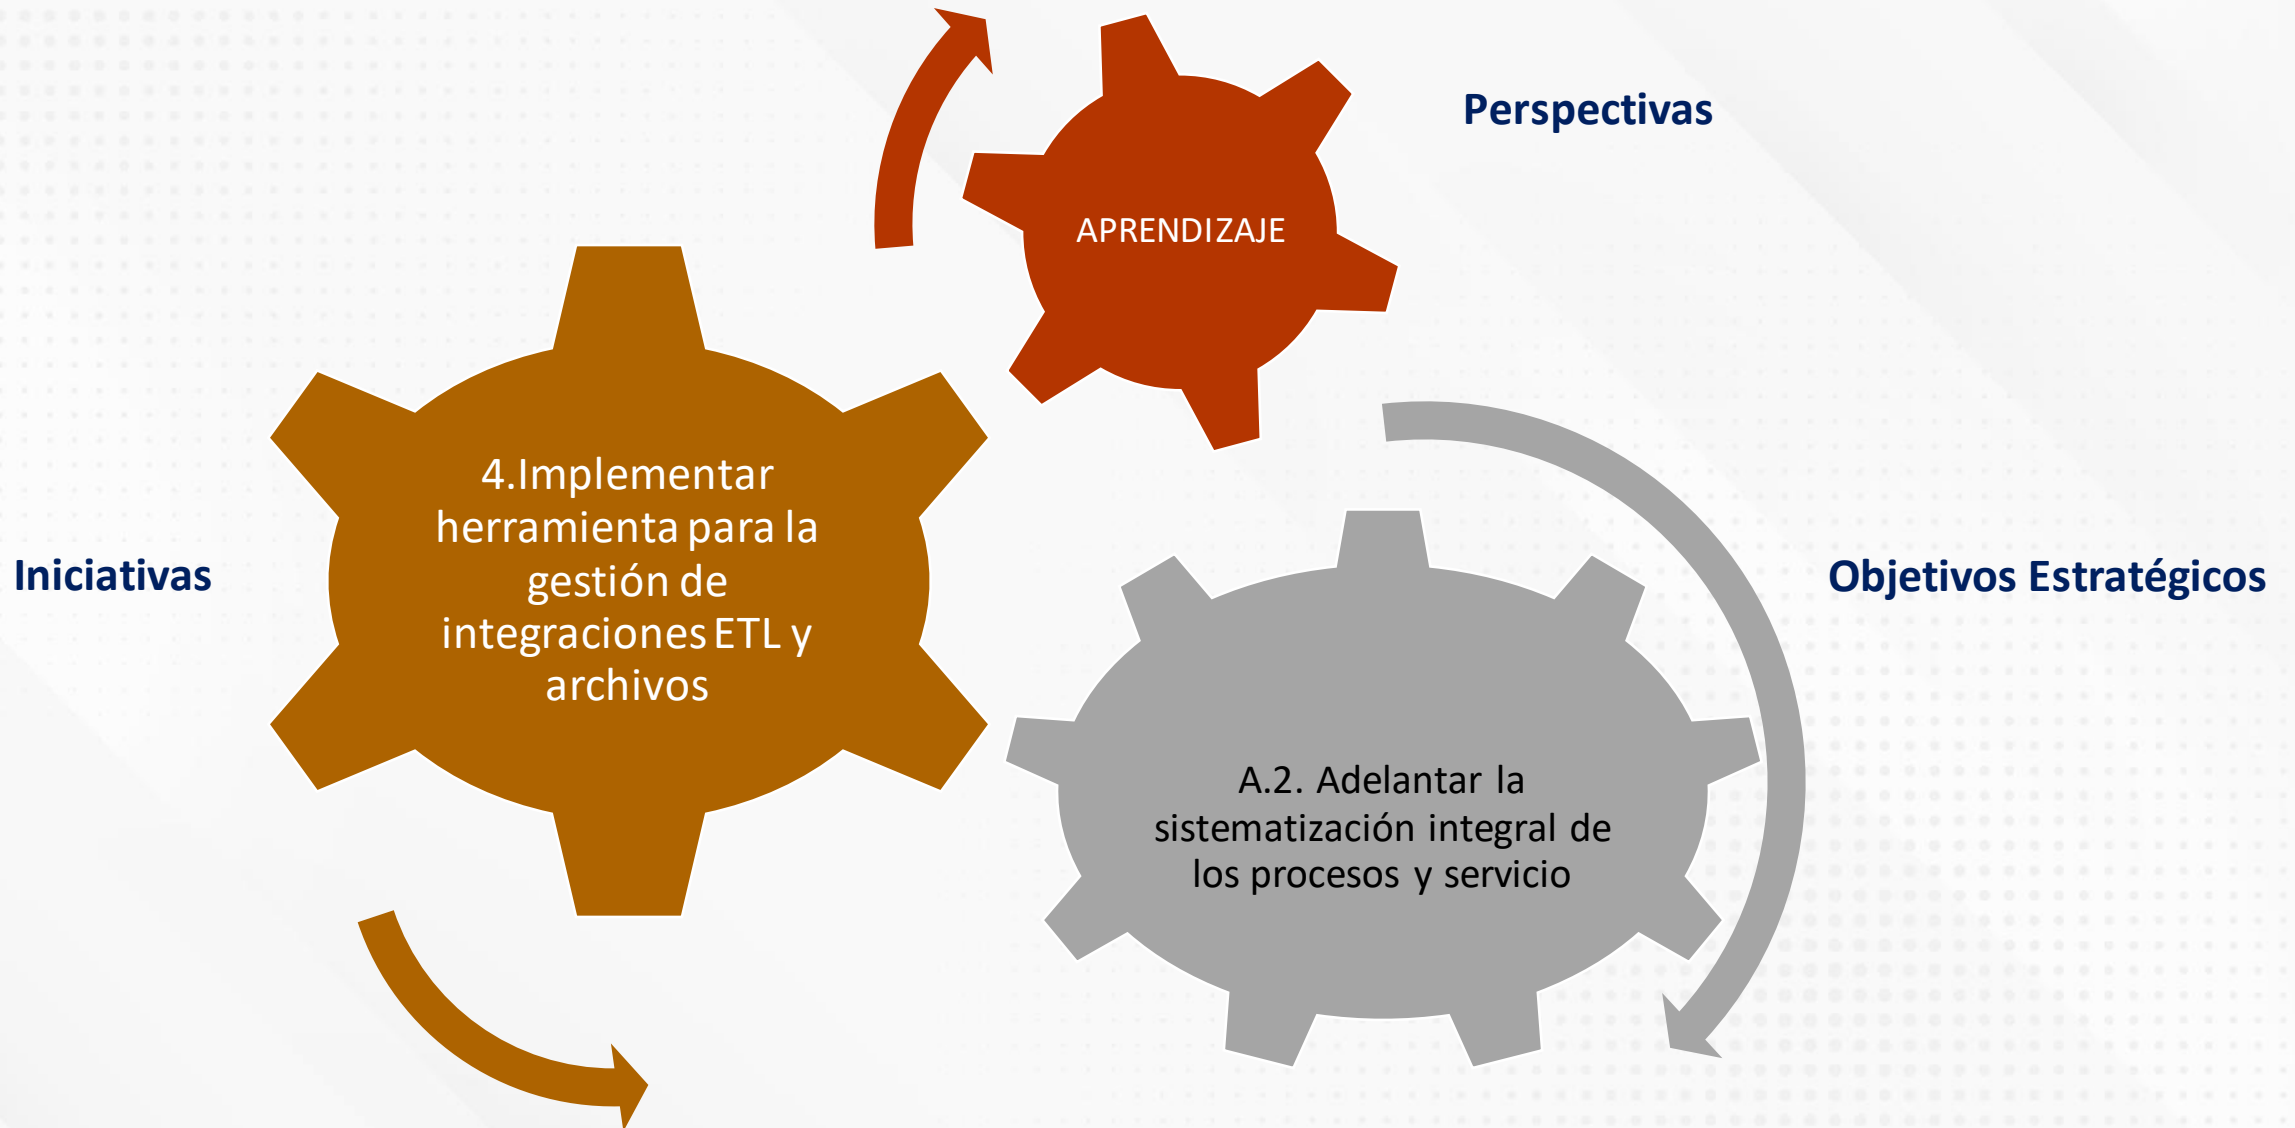 Perspectivas
APRENDIZAJE
Iniciativas
4.Implementar
herramienta para la
gestión de
integraciones ETL y
archivos
Objetivos Estratégicos
A.2. Adelantar la
sistematización integral de
los procesos y servicio